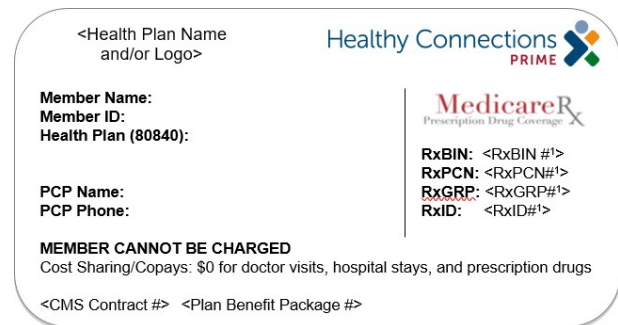 <Health Plan Name
and/or Logo>
Healthy Connections
PRIME
Member Name:
Member ID:
Health Plan (80840):
PCP Name:
PCP Phone:
MedicareRx
Prescription Drug Coverage
RxBIN: <RxBIN #¹>
RxPCN: <RxPCN#¹>
RxGRP: <RxGRP#¹>
RxID: <RxID#¹>
MEMBER CANNOT BE CHARGED
Cost Sharing/Copays: $0 for doctor visits, hospital stays, and prescription drugs
<CMS Contract #> <Plan Benefit Package #>